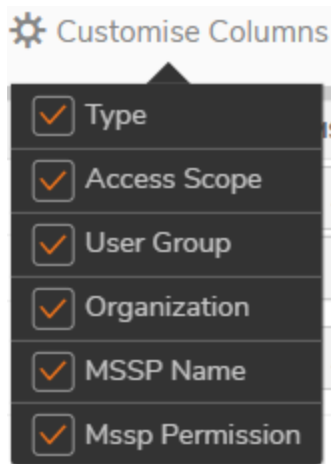 Customise Columns
Type
Access Scope
User Group
Organization
MSSP Name
Mssp Permission